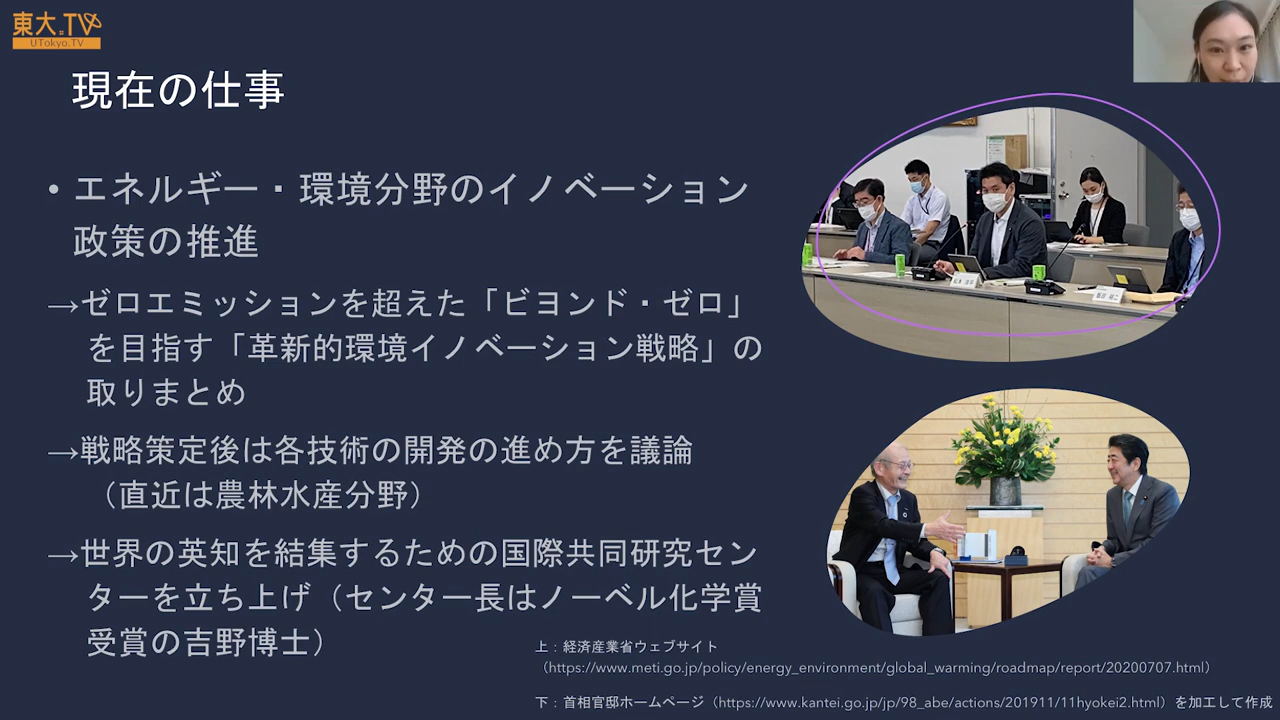 東大.TV
UTokyo.TV
現在の仕事
• エネルギー・環境分野のイノベーション
政策の推進
→ゼロエミッションを超えた「ビヨンド・ゼロ」
を目指す「革新的環境イノベーション戦略」の
取りまとめ
→戦略策定後は各技術の開発の進め方を議論
（直近は農林水産分野）
→世界の英知を結集するための国際共同研究セン
ターを立ち上げ（センター長はノーベル化学賞
受賞の吉野博士）
上：経済産業省ウェブサイト
（https://www.meti.go.jp/policy/energy_environment/global_warming/roadmap/report/20200707.html）
下：首相官邸ホームページ（https://www.kantei.go.jp/jp/98_abe/actions/201911/11hyokei2.html）を加工して作成